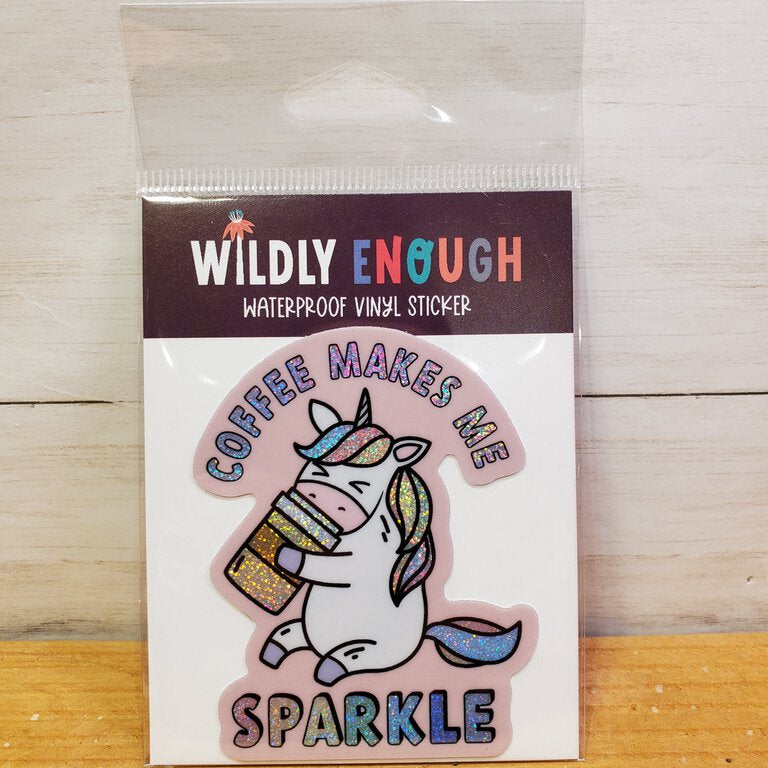 WILDLY ENOUGH
WATERPROOF VINYL STICKER
COFFEE MAKES ME
SPARKLE